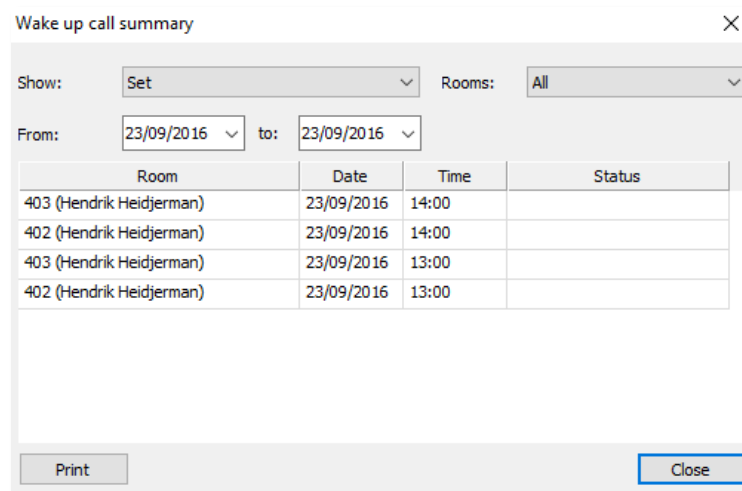 Wake up call summary
Show: Set Rooms: All
From: 23/09/2016 to: 23/09/2016
Room Date Time Status
403 (Hendrik Heidjerman) 23/09/2016 14:00
402 (Hendrik Heidjerman) 23/09/2016 14:00
403 (Hendrik Heidjerman) 23/09/2016 13:00
402 (Hendrik Heidjerman) 23/09/2016 13:00
Print Close